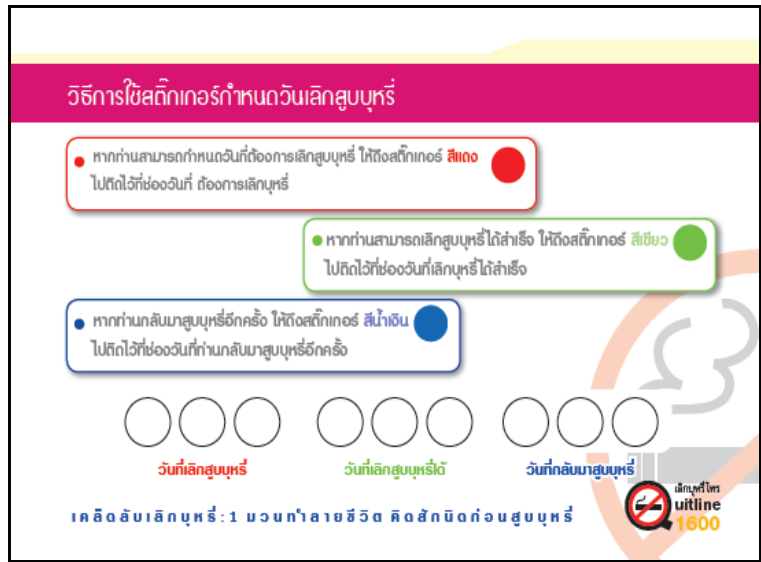 วิธีการใช้สติ๊กเกอร์กำหนดวันเลิกสูบบุหรี่
● หากท่านสามารถกำหนดวันที่ต้องการเลิกสูบบุหรี่ ให้ดึงสติ๊กเกอร์ สีแดง
ไปติดไว้ที่ช่องวันที่ ต้องการเลิกบุหรี่
● หากท่านสามารถเลิกสูบบุหรี่ได้สำเร็จ ให้ดึงสติ๊กเกอร์ สีเขียว
ไปติดไว้ที่ช่องวันที่เลิกบุหรี่ได้สำเร็จ
● หากท่านกลับมาสูบบุหรี่อีกครั้ง ให้ดึงสติ๊กเกอร์ สีน้ำเงิน
ไปติดไว้ที่ช่องวันที่ท่านกลับมาสูบบุหรี่อีกครั้ง
วันที่เลิกสูบบุหรี่
วันที่เลิกสูบบุหรี่ได้
วันที่กลับมาสูบบุหรี่
เคล็ดลับเลิกบุหรี่:1 มวนทำลายชีวิต คิดสักนิดก่อนสูบบุหรี่
เลิกบุหรี่โทร
Quitline
1600